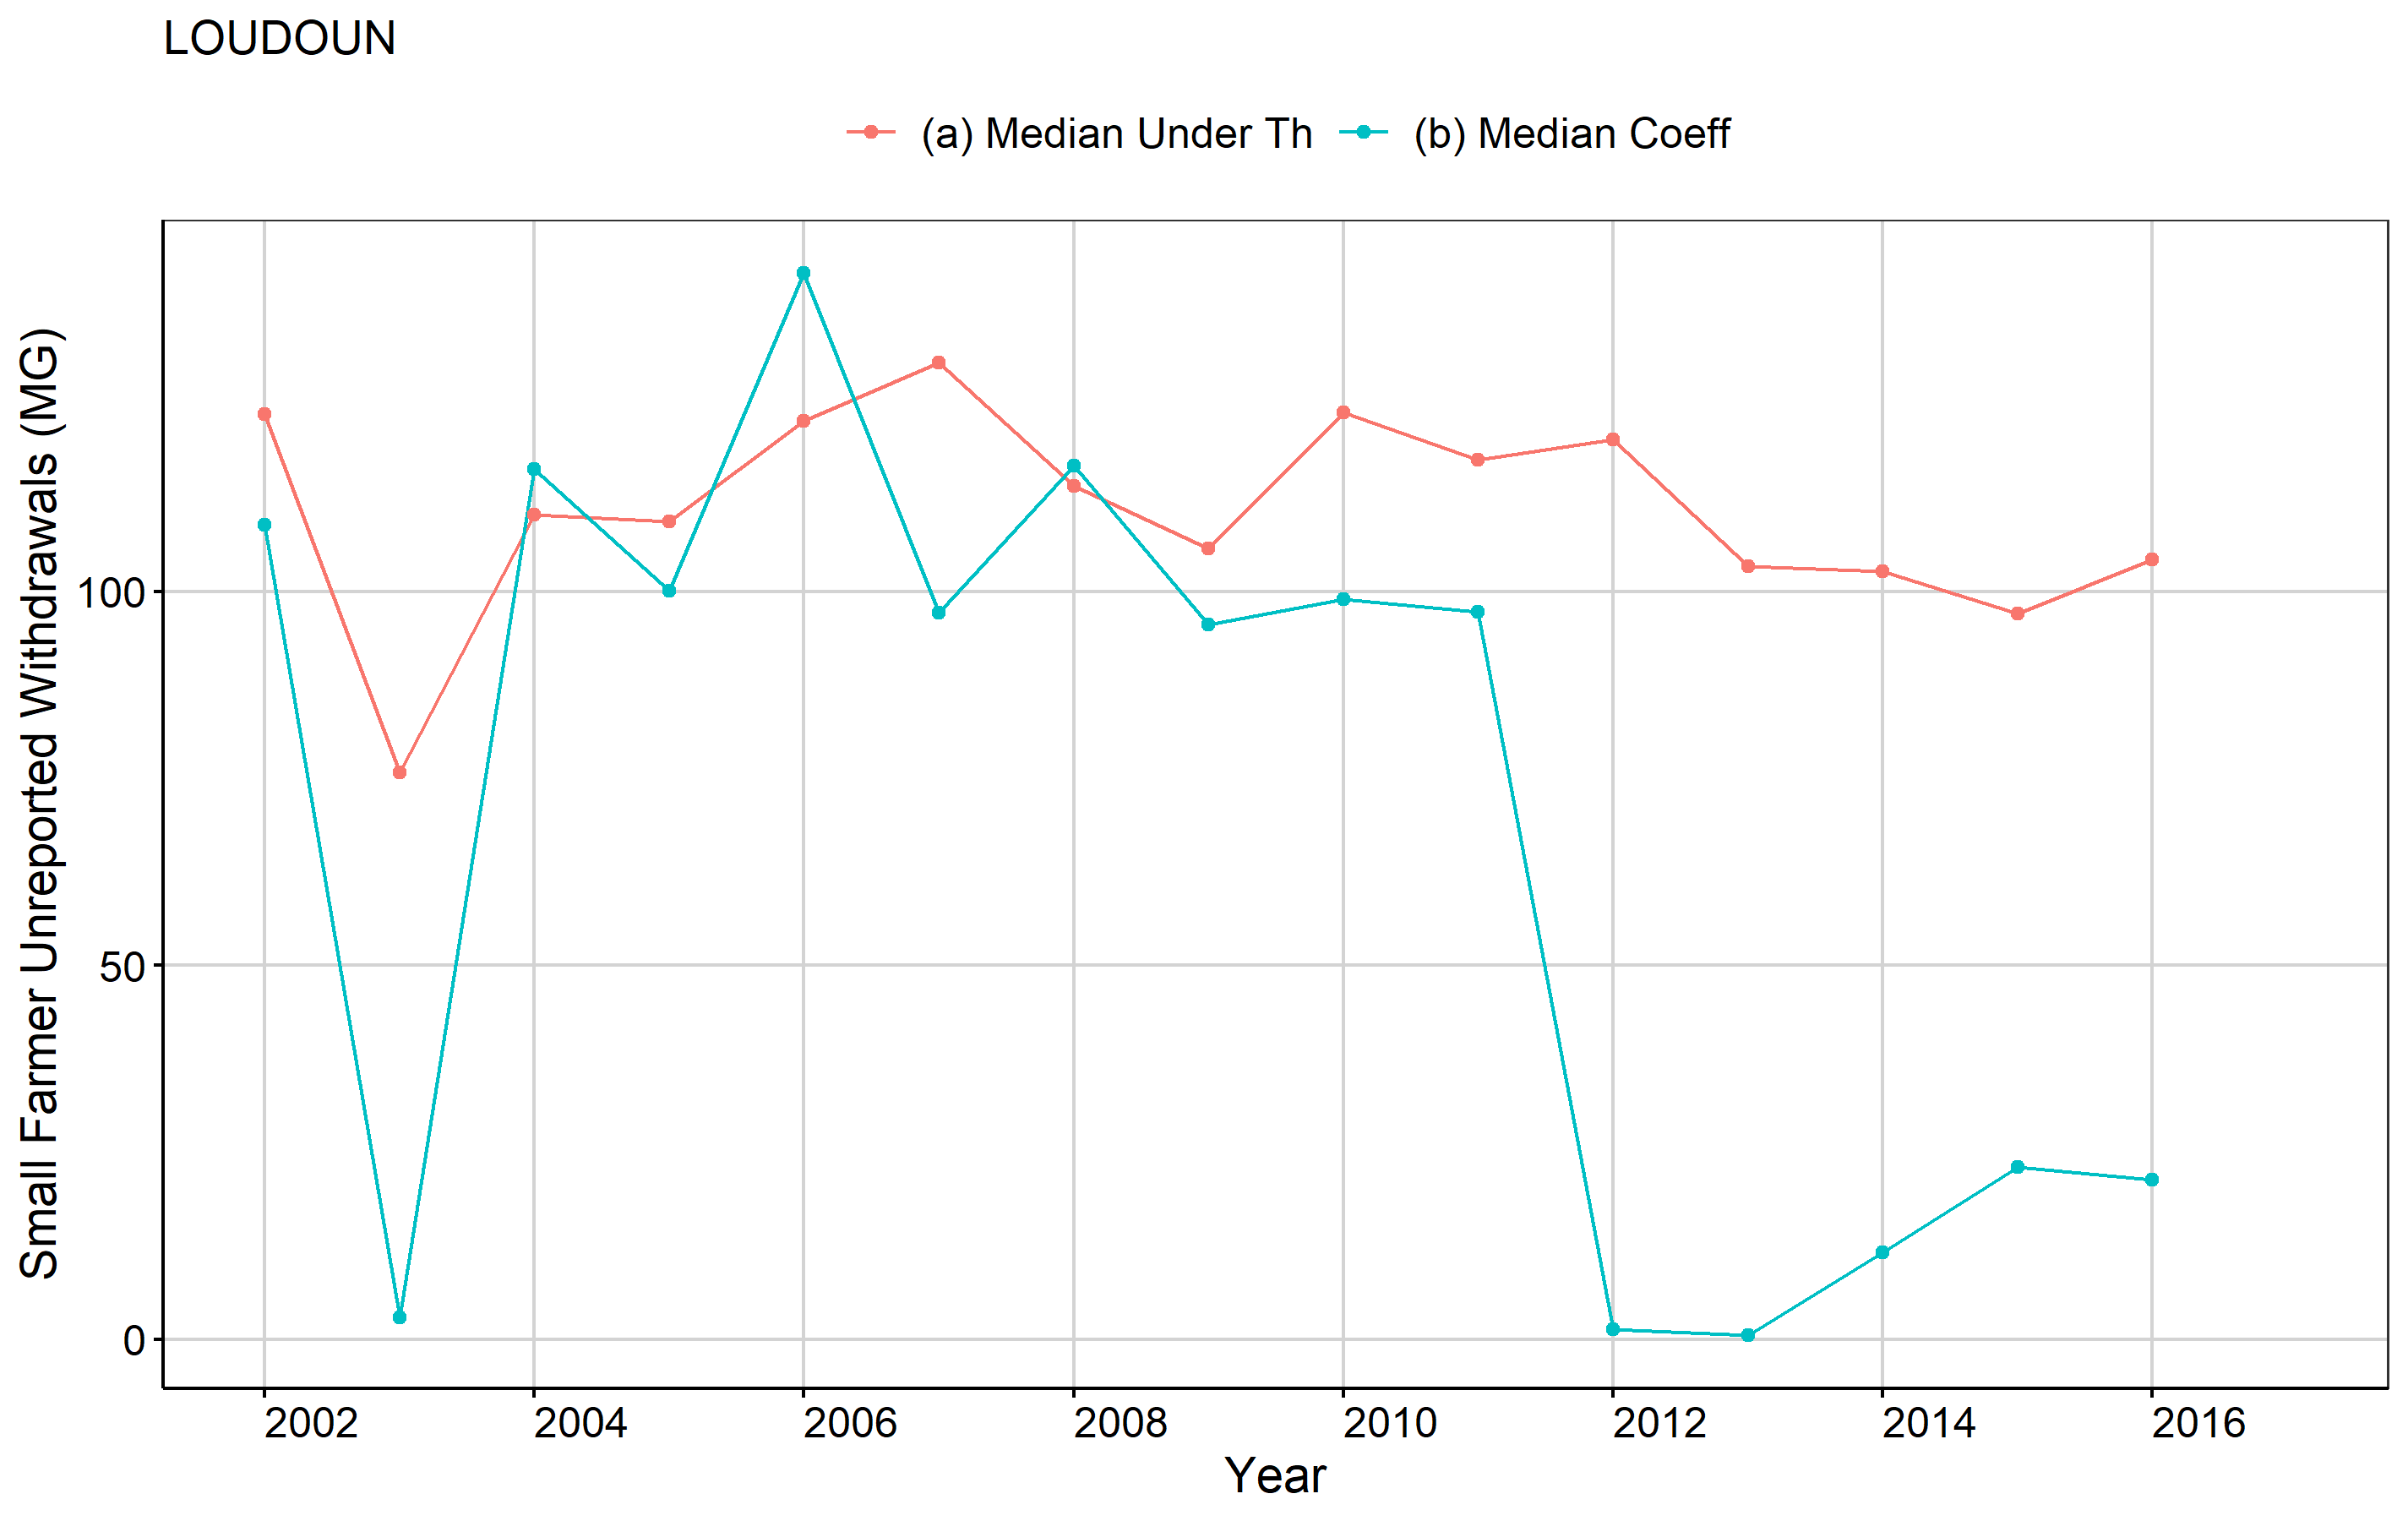 LOUDOUN
(a) Median Under Th (b) Median Coeff
Small Farmer Unreported Withdrawals (MG)
100
50
0
2002 2004 2006 2008 2010 2012 2014 2016
Year